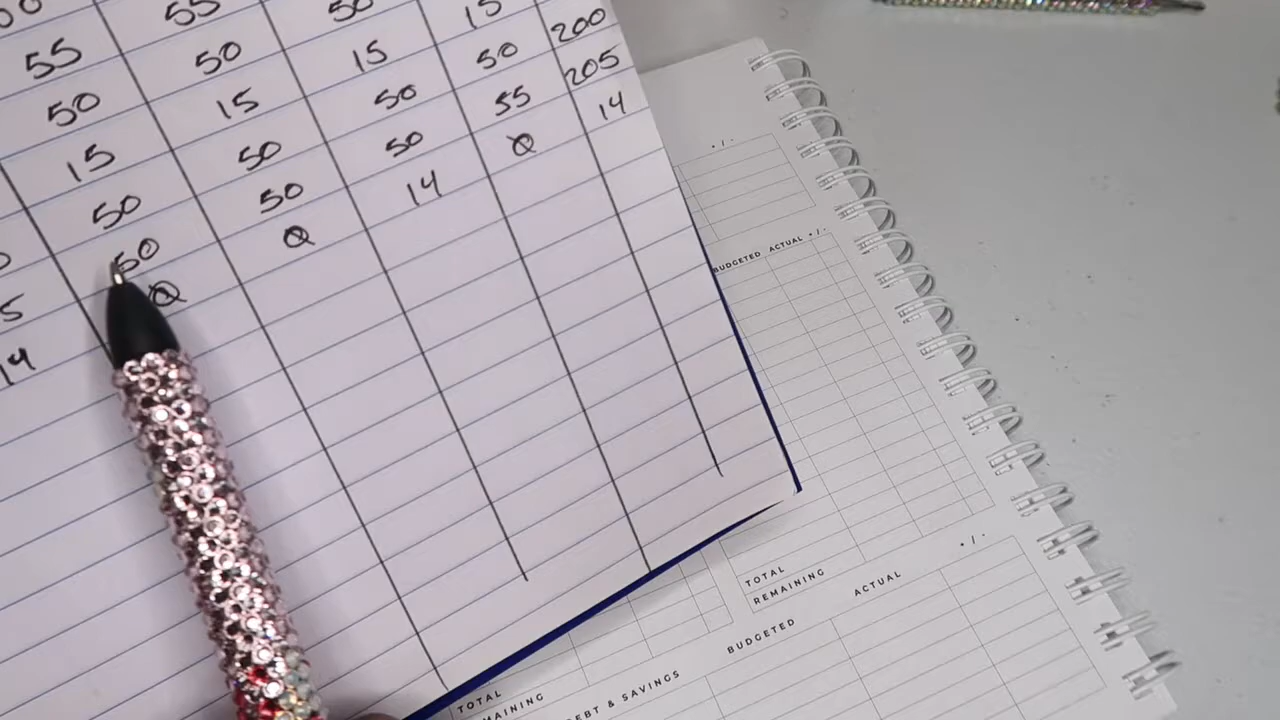 55 55
50 50 50
15 15 15 15
50 50 50 50 200
50 50 50 55 205
14 Ø Ø 14 Ø 14
+/-
BUDGETED ACTUAL +/-
TOTAL
REMAINING
BUDGETED ACTUAL +/-
TOTAL
EMAINING
DEBT & SAVINGS